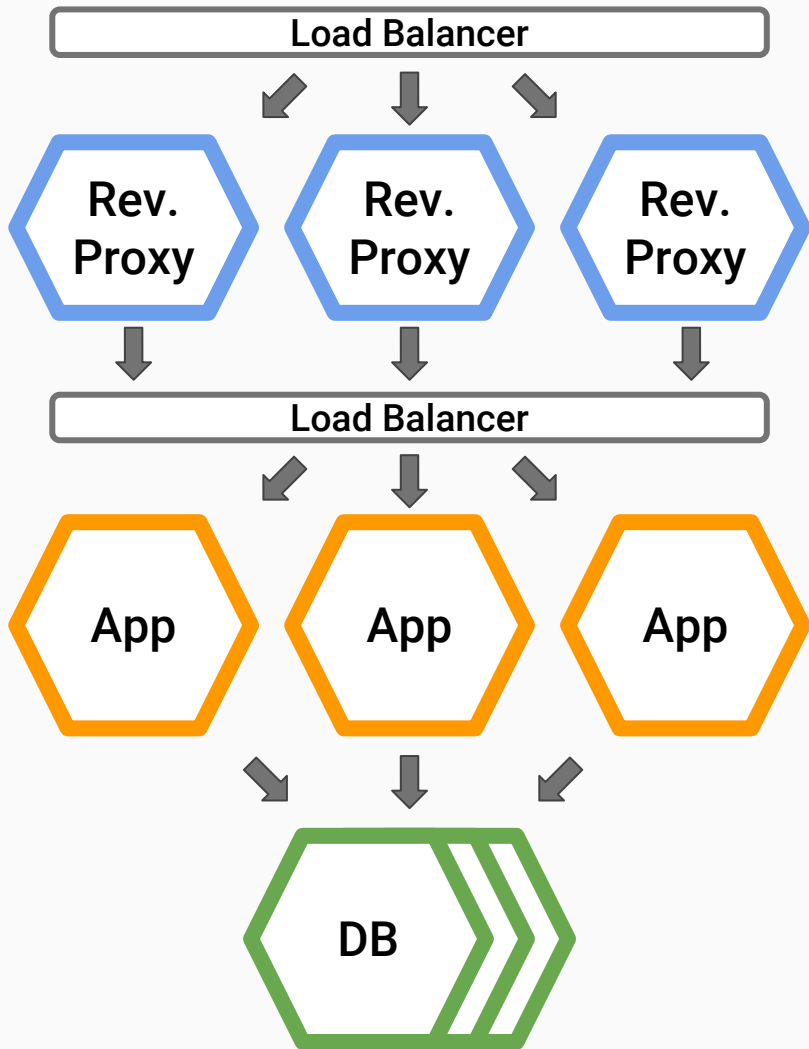 Load Balancer
Rev.
Proxy
Rev.
Proxy
Rev.
Proxy
Load Balancer
App
App
App
DB